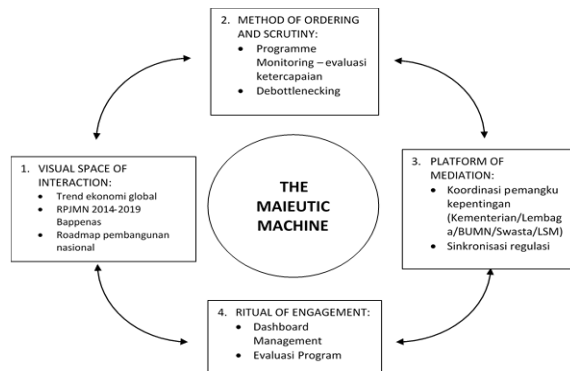 2. METHOD OF ORDERING
AND SCRUTINY:
• Programme
Monitoring – evaluasi
ketercapaian
• Debottlenecking
1. VISUAL SPACE OF
INTERACTION:
• Trend ekonomi global
• RPJMN 2014-2019
Bappenas
• Roadmap pembangunan
nasional
THE
MAIEUTIC
MACHINE
3. PLATFORM OF
MEDIATION:
• Koordinasi pemangku
kepentingan
(Kementerian/Lembag
a/BUMN/Swasta/LSM)
• Sinkronisasi regulasi
4. RITUAL OF ENGAGEMENT:
• Dashboard
Management
• Evaluasi Program